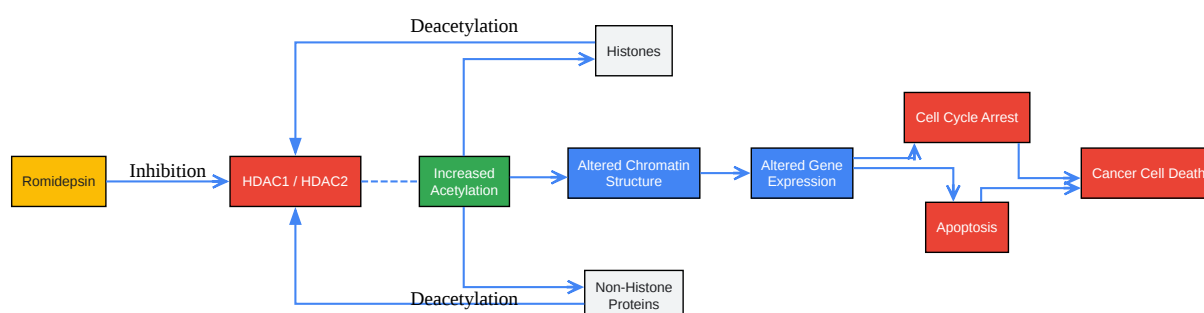 Deacetylation
Histones
Cell Cycle Arrest
Romidepsin
Inhibition
HDAC1 / HDAC2
Increased
Acetylation
Altered Chromatin
Structure
Altered Gene
Expression
Cancer Cell Death
Apoptosis
Deacetylation
Non-Histone
Proteins